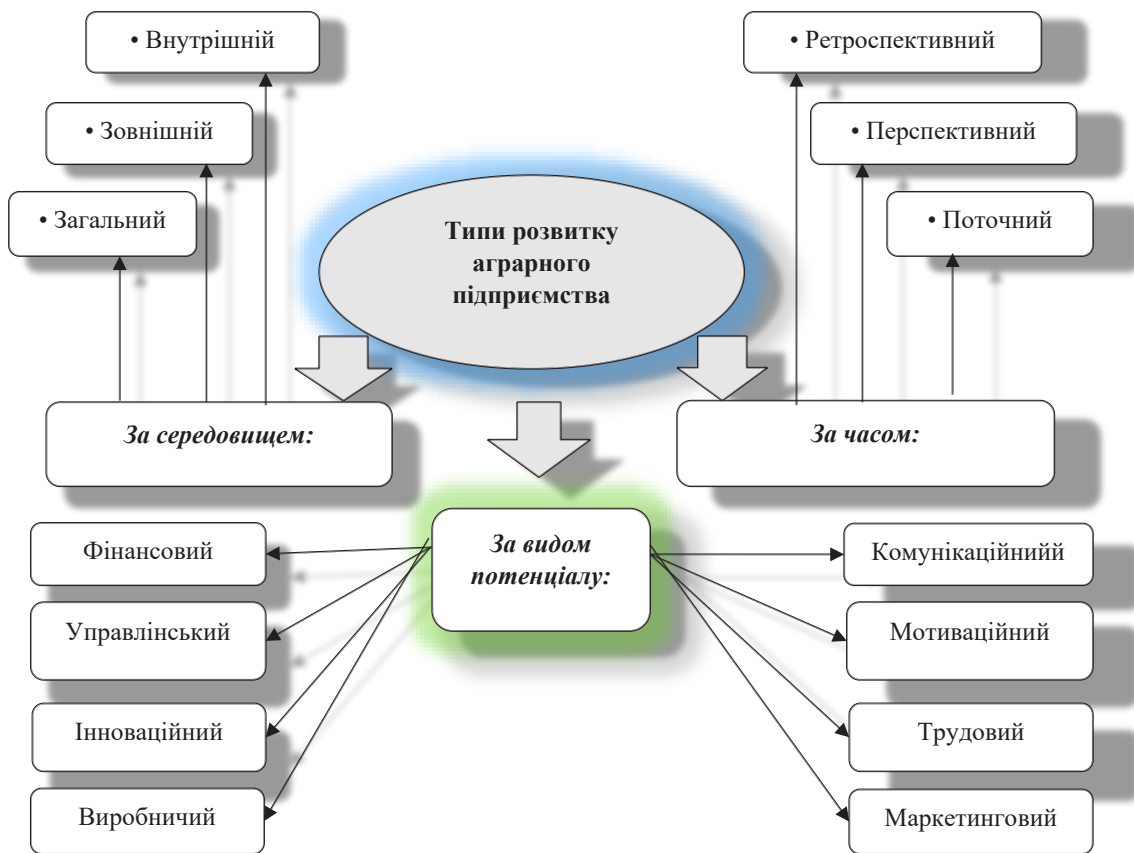 • Внутрішній
• Ретроспективний
• Зовнішній
• Перспективний
• Загальний
• Поточний
Типи розвитку
аграрного
підприємства
За середовищем:
За часом:
За видом
потенціалу:
Фінансовий
Комунікаційнийй
Управлінський
Мотиваційний
Інноваційний
Трудовий
Виробничий
Маркетинговий